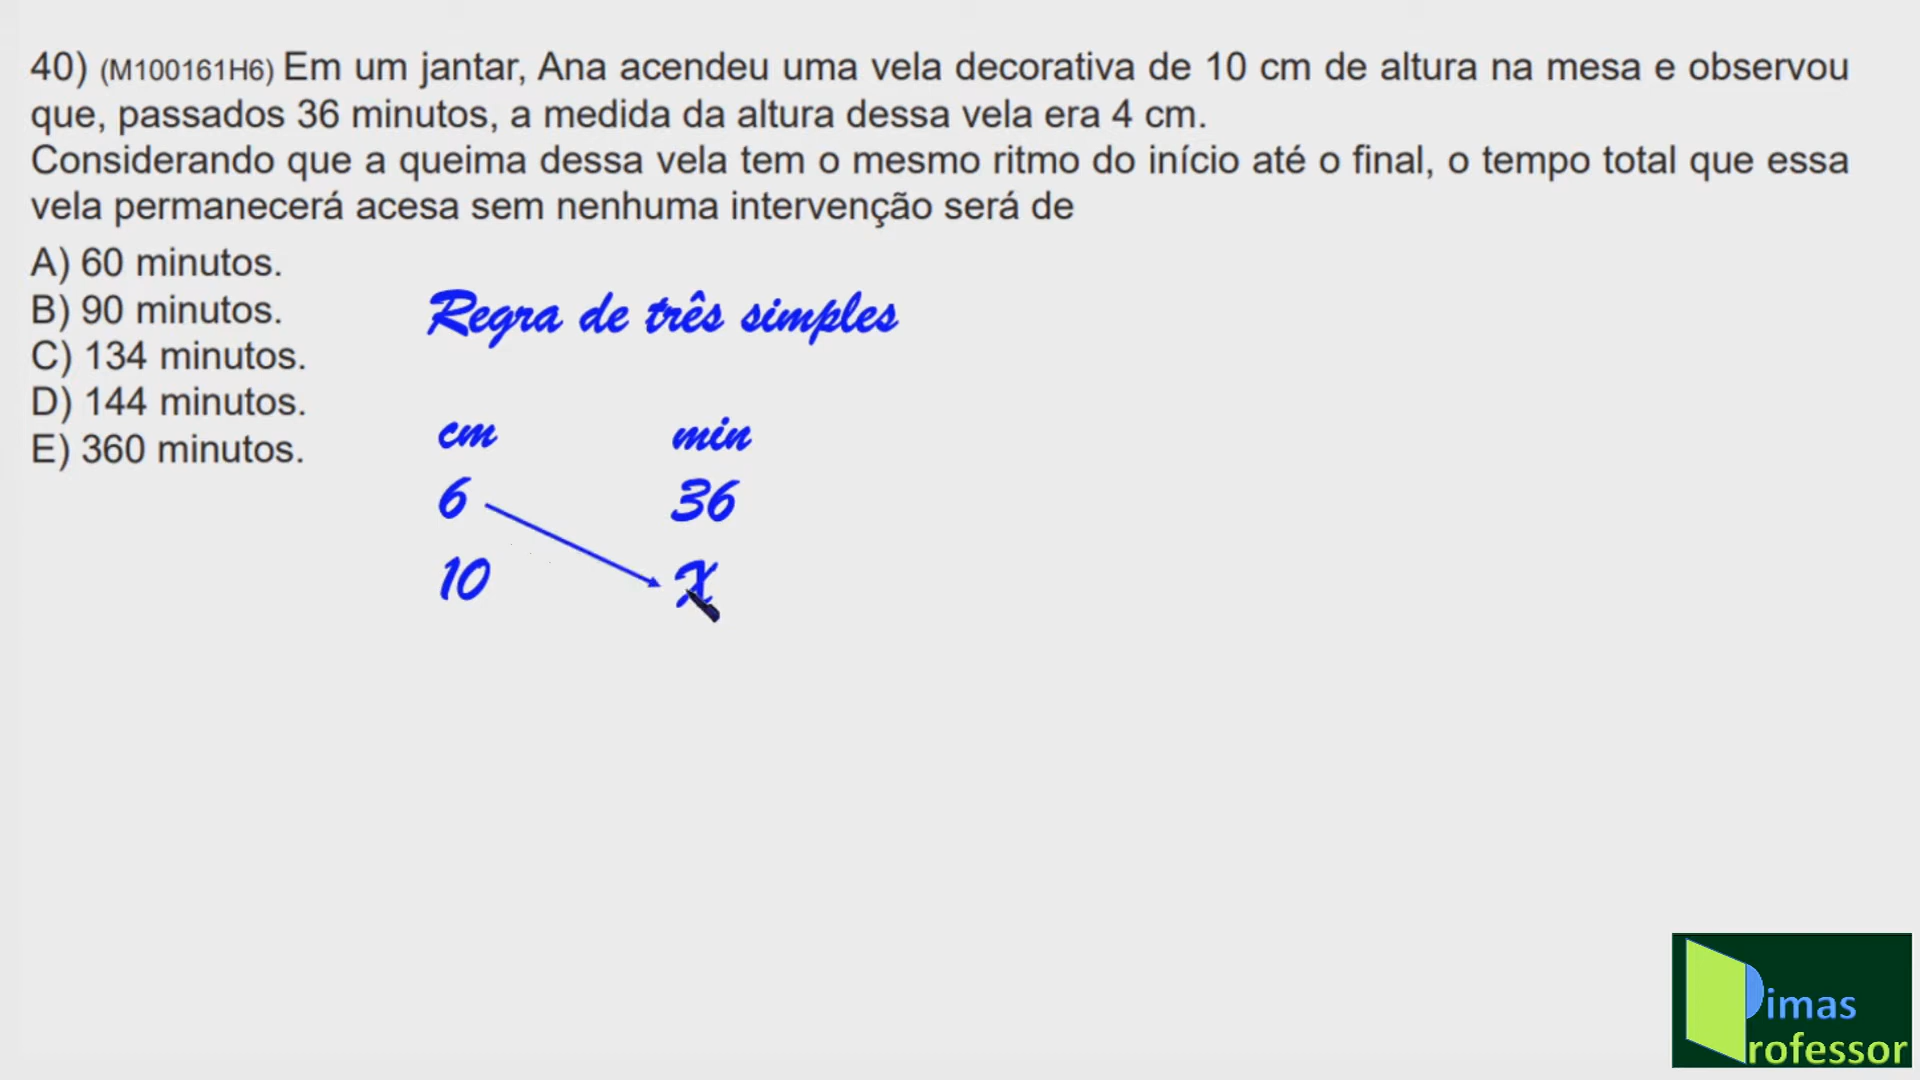 40) (M100161H6) Em um jantar, Ana acendeu uma vela decorativa de 10 cm de altura na mesa e observou
que, passados 36 minutos, a medida da altura dessa vela era 4 cm.
Considerando que a queima dessa vela tem o mesmo ritmo do início até o final, o tempo total que essa
vela permanecerá acesa sem nenhuma intervenção será de
A) 60 minutos.
B) 90 minutos.
C) 134 minutos.
D) 144 minutos.
E) 360 minutos.
Regra de três simples
cm min
6 36
10 X
Dimas
Professor